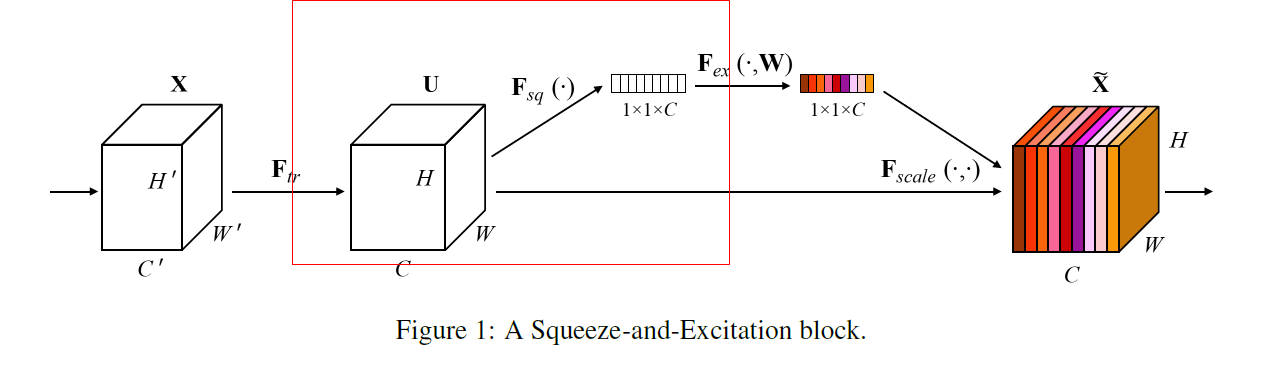 X
U
F_sq (·)
F_ex (·,W)
X̃
1×1×C
1×1×C
H
H′
F_tr
H
F_scale (·,·)
W′
W
W
C′
C
C
Figure 1: A Squeeze-and-Excitation block.